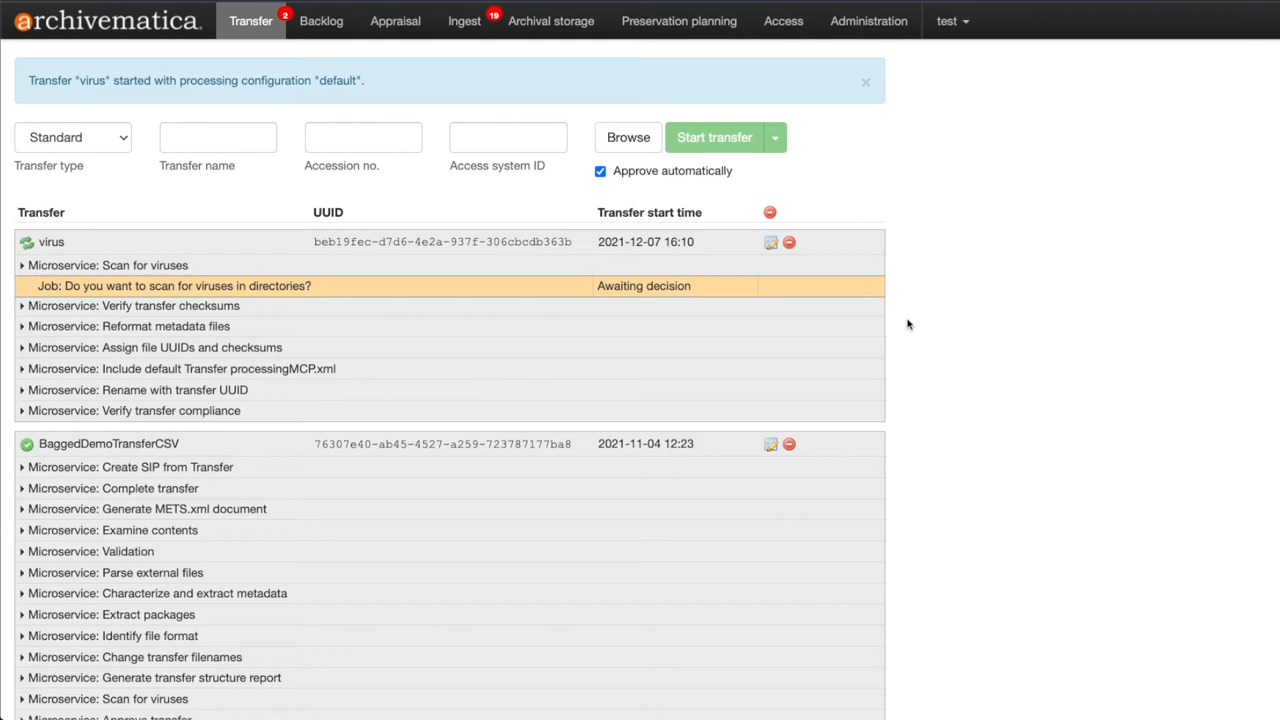 archivematica. Transfer 2 Backlog Appraisal Ingest 19 Archival storage Preservation planning Access Administration test
Transfer "virus" started with processing configuration "default". ×
Standard Browse Start transfer
Transfer type Transfer name Accession no. Access system ID Approve automatically
Transfer UUID Transfer start time
virus beb19fec-d7d6-4e2a-937f-306cbcdb363b 2021-12-07 16:10
Microservice: Scan for viruses
Job: Do you want to scan for viruses in directories? Awaiting decision
Microservice: Verify transfer checksums
Microservice: Reformat metadata files
Microservice: Assign file UUIDs and checksums
Microservice: Include default Transfer processingMCP.xml
Microservice: Rename with transfer UUID
Microservice: Verify transfer compliance
BaggedDemoTransferCSV 76307e40-ab45-4527-a259-723787177ba8 2021-11-04 12:23
Microservice: Create SIP from Transfer
Microservice: Complete transfer
Microservice: Generate METS.xml document
Microservice: Examine contents
Microservice: Validation
Microservice: Parse external files
Microservice: Characterize and extract metadata
Microservice: Extract packages
Microservice: Identify file format
Microservice: Change transfer filenames
Microservice: Generate transfer structure report
Microservice: Scan for viruses
Microservice: Approve transfer